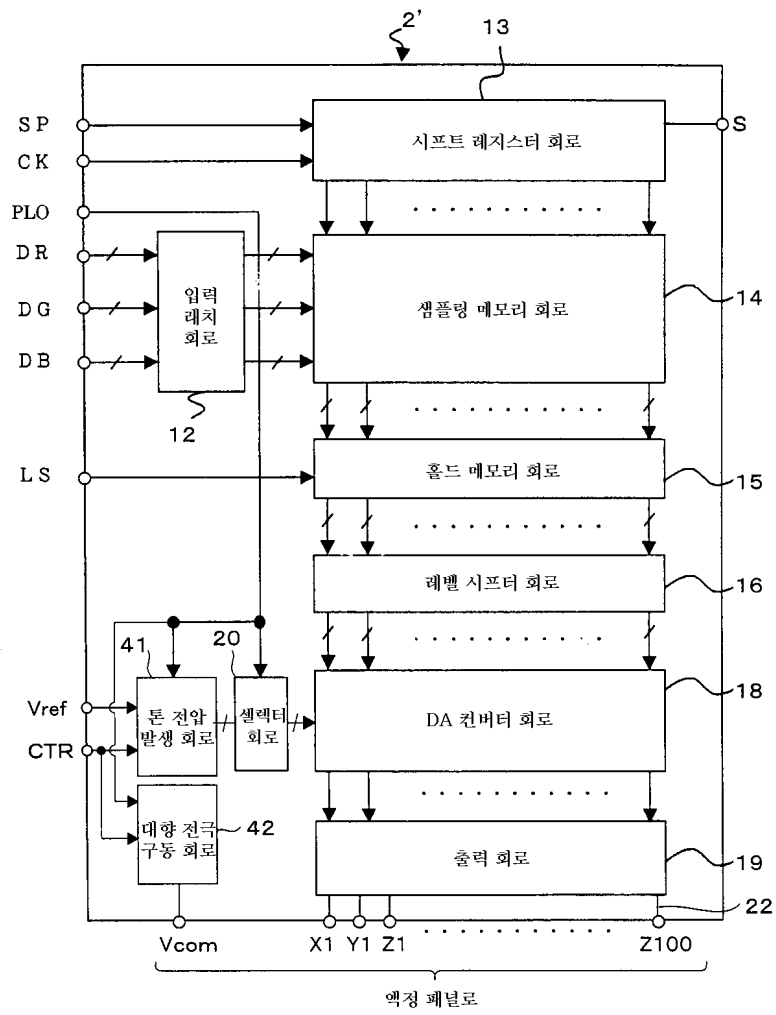 2'
13
SP
시프트 레지스터 회로
S
CK
PLO
DR
입력
래치
회로
샘플링 메모리 회로
14
DG
DB
12
LS
홀드 메모리 회로
15
레벨 시프터 회로
16
41
20
18
Vref
톤 전압
발생 회로
셀렉터
회로
DA 컨버터 회로
CTR
대향 전극
구동 회로
42
출력 회로
19
22
Vcom
X1
Y1
Z1
Z100
액정 패널로